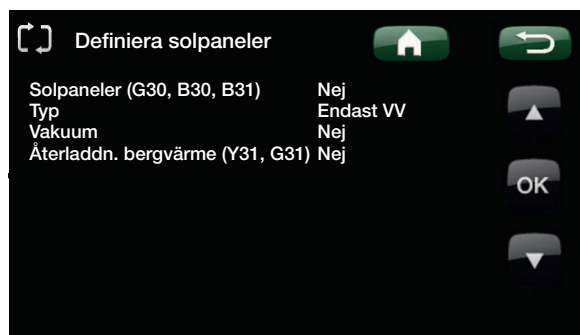 Definiera solpaneler
Solpaneler (G30, B30, B31) Nej
Typ Endast VV
Vakuum Nej
Återladdn. bergvärme (Y31, G31) Nej
OK